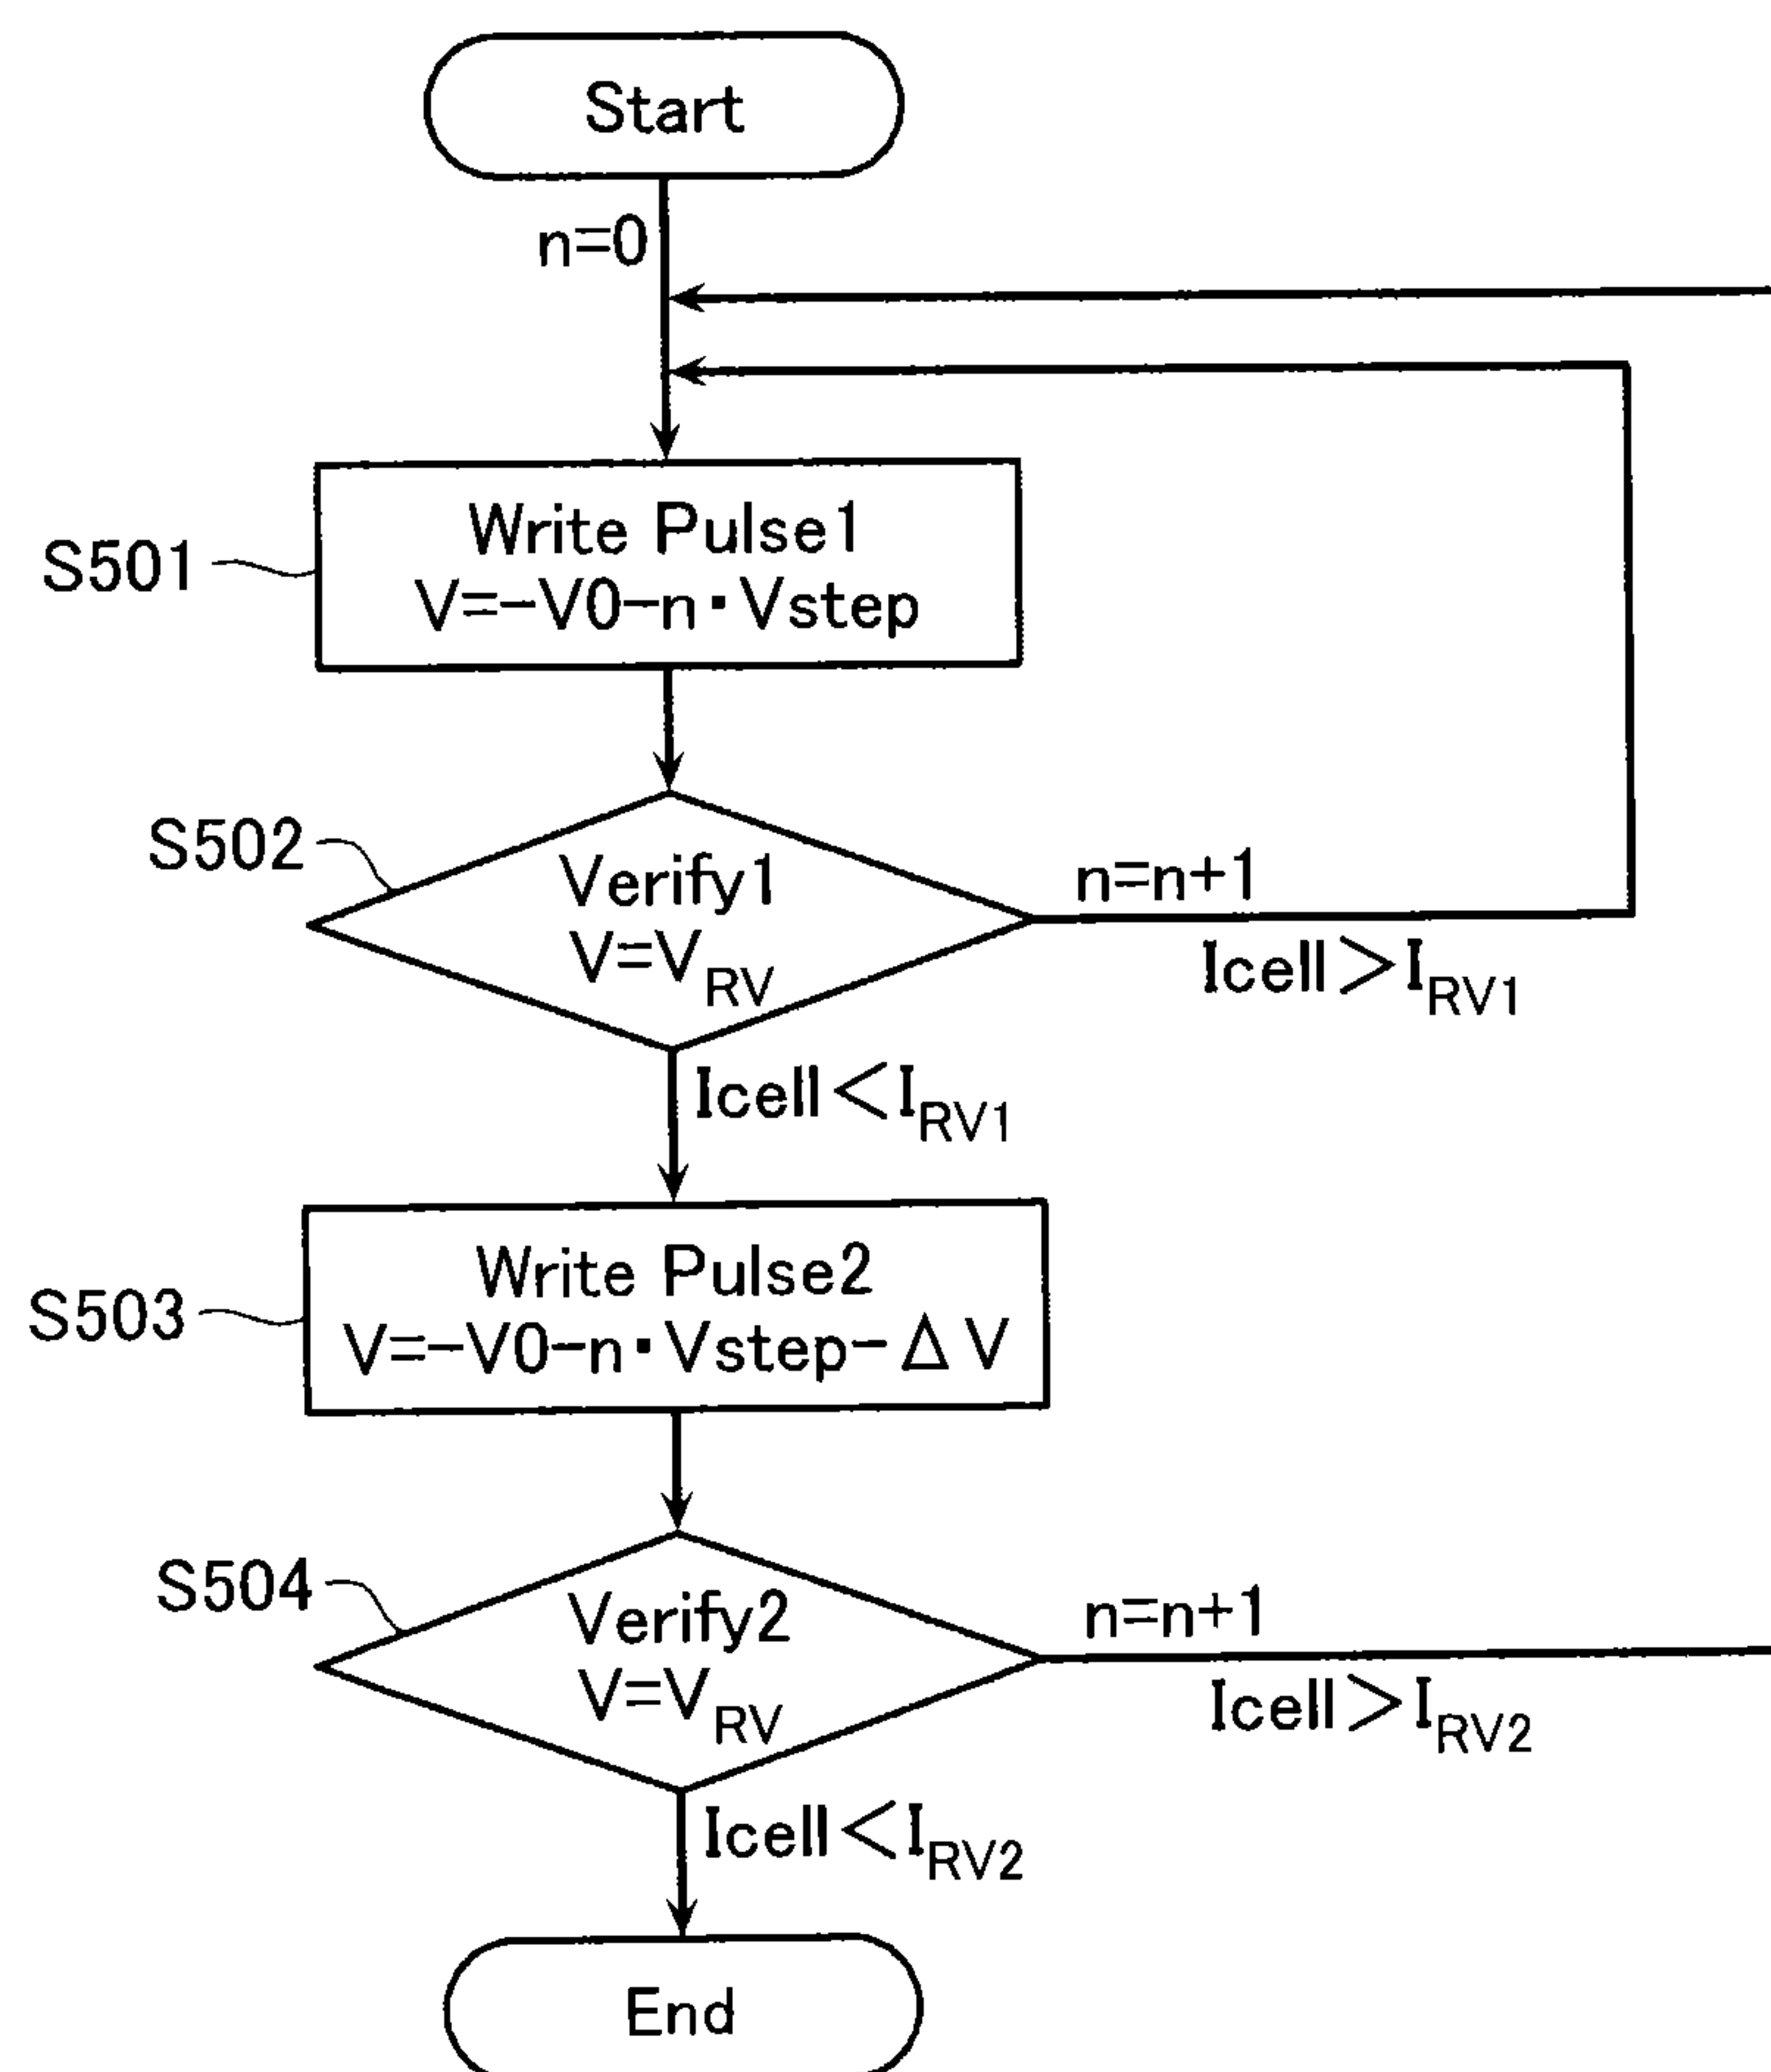 Start
n=0
S501
Write Pulse1
V=−V0−n・Vstep
S502
Verify1
V=V_RV
n=n+1
Icell>I_RV1
Icell<I_RV1
S503
Write Pulse2
V=−V0−n・Vstep-ΔV
S504
Verify2
V=V_RV
n=n+1
Icell>I_RV2
Icell<I_RV2
End